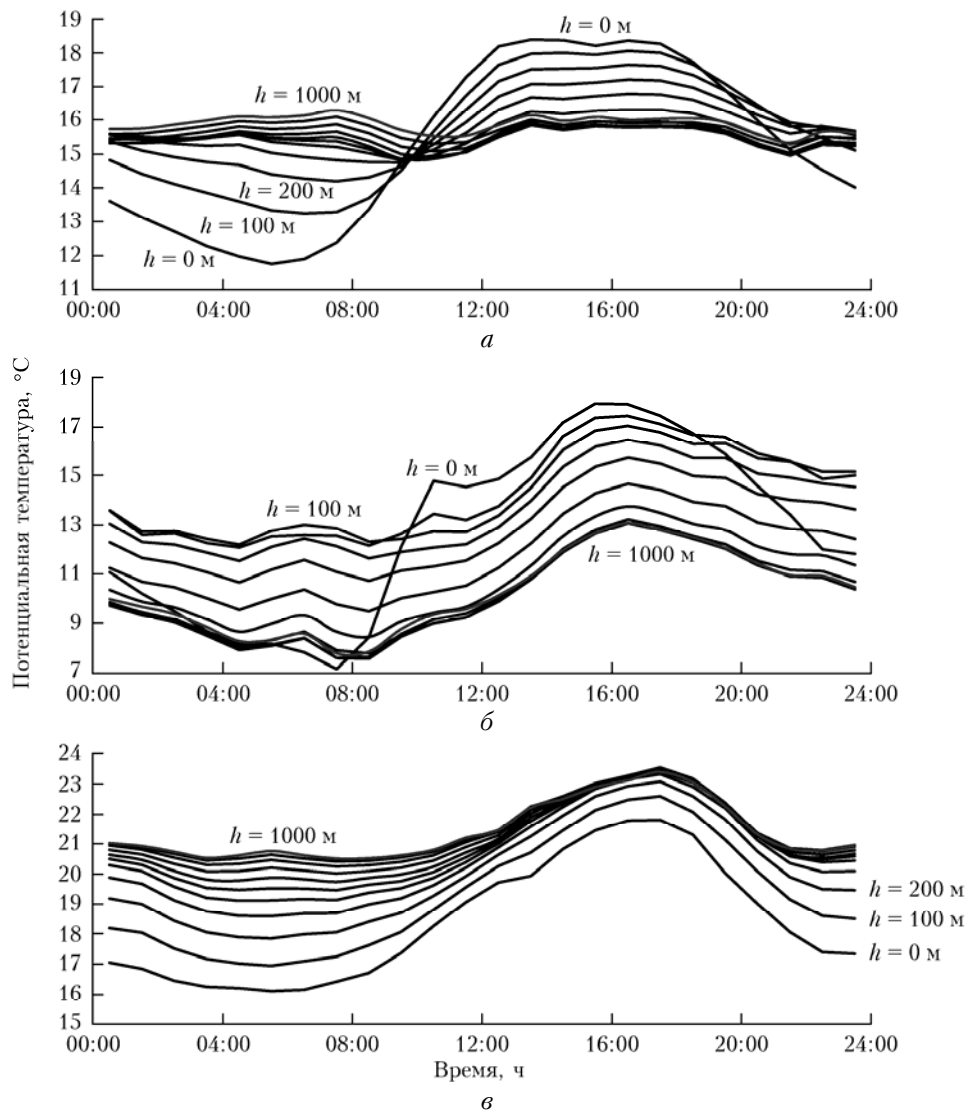 19
18
17
16
15
14
13
12
11
h = 0 м
h = 1000 м
h = 200 м
h = 100 м
h = 0 м
00:00 04:00 08:00 12:00 16:00 20:00 24:00
а
Потенциальная температура, °С
19
17
15
13
11
9
7
h = 0 м
h = 100 м
h = 1000 м
00:00 04:00 08:00 12:00 16:00 20:00 24:00
б
24
23
22
21
20
19
18
17
16
15
h = 1000 м
h = 200 м
h = 100 м
h = 0 м
00:00 04:00 08:00 12:00 16:00 20:00 24:00
Время, ч
в